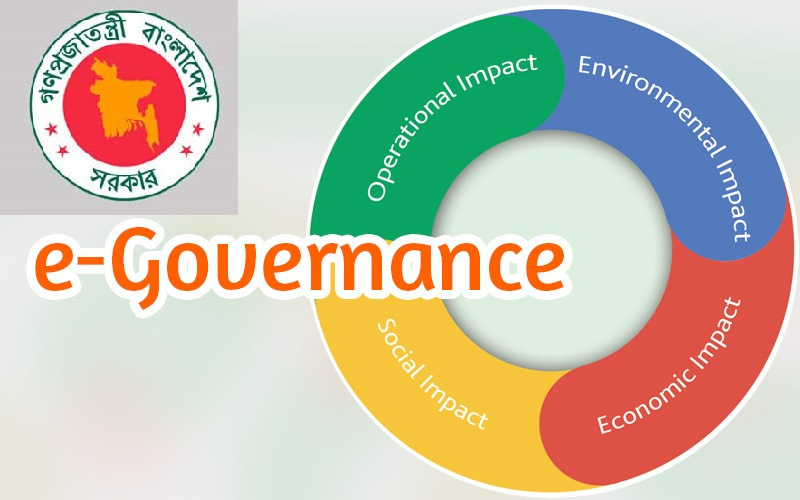 গণপ্রজাতন্ত্রী বাংলাদেশ
সরকার
e-Governance
Operational Impact
Environmental Impact
Economic Impact
Social Impact